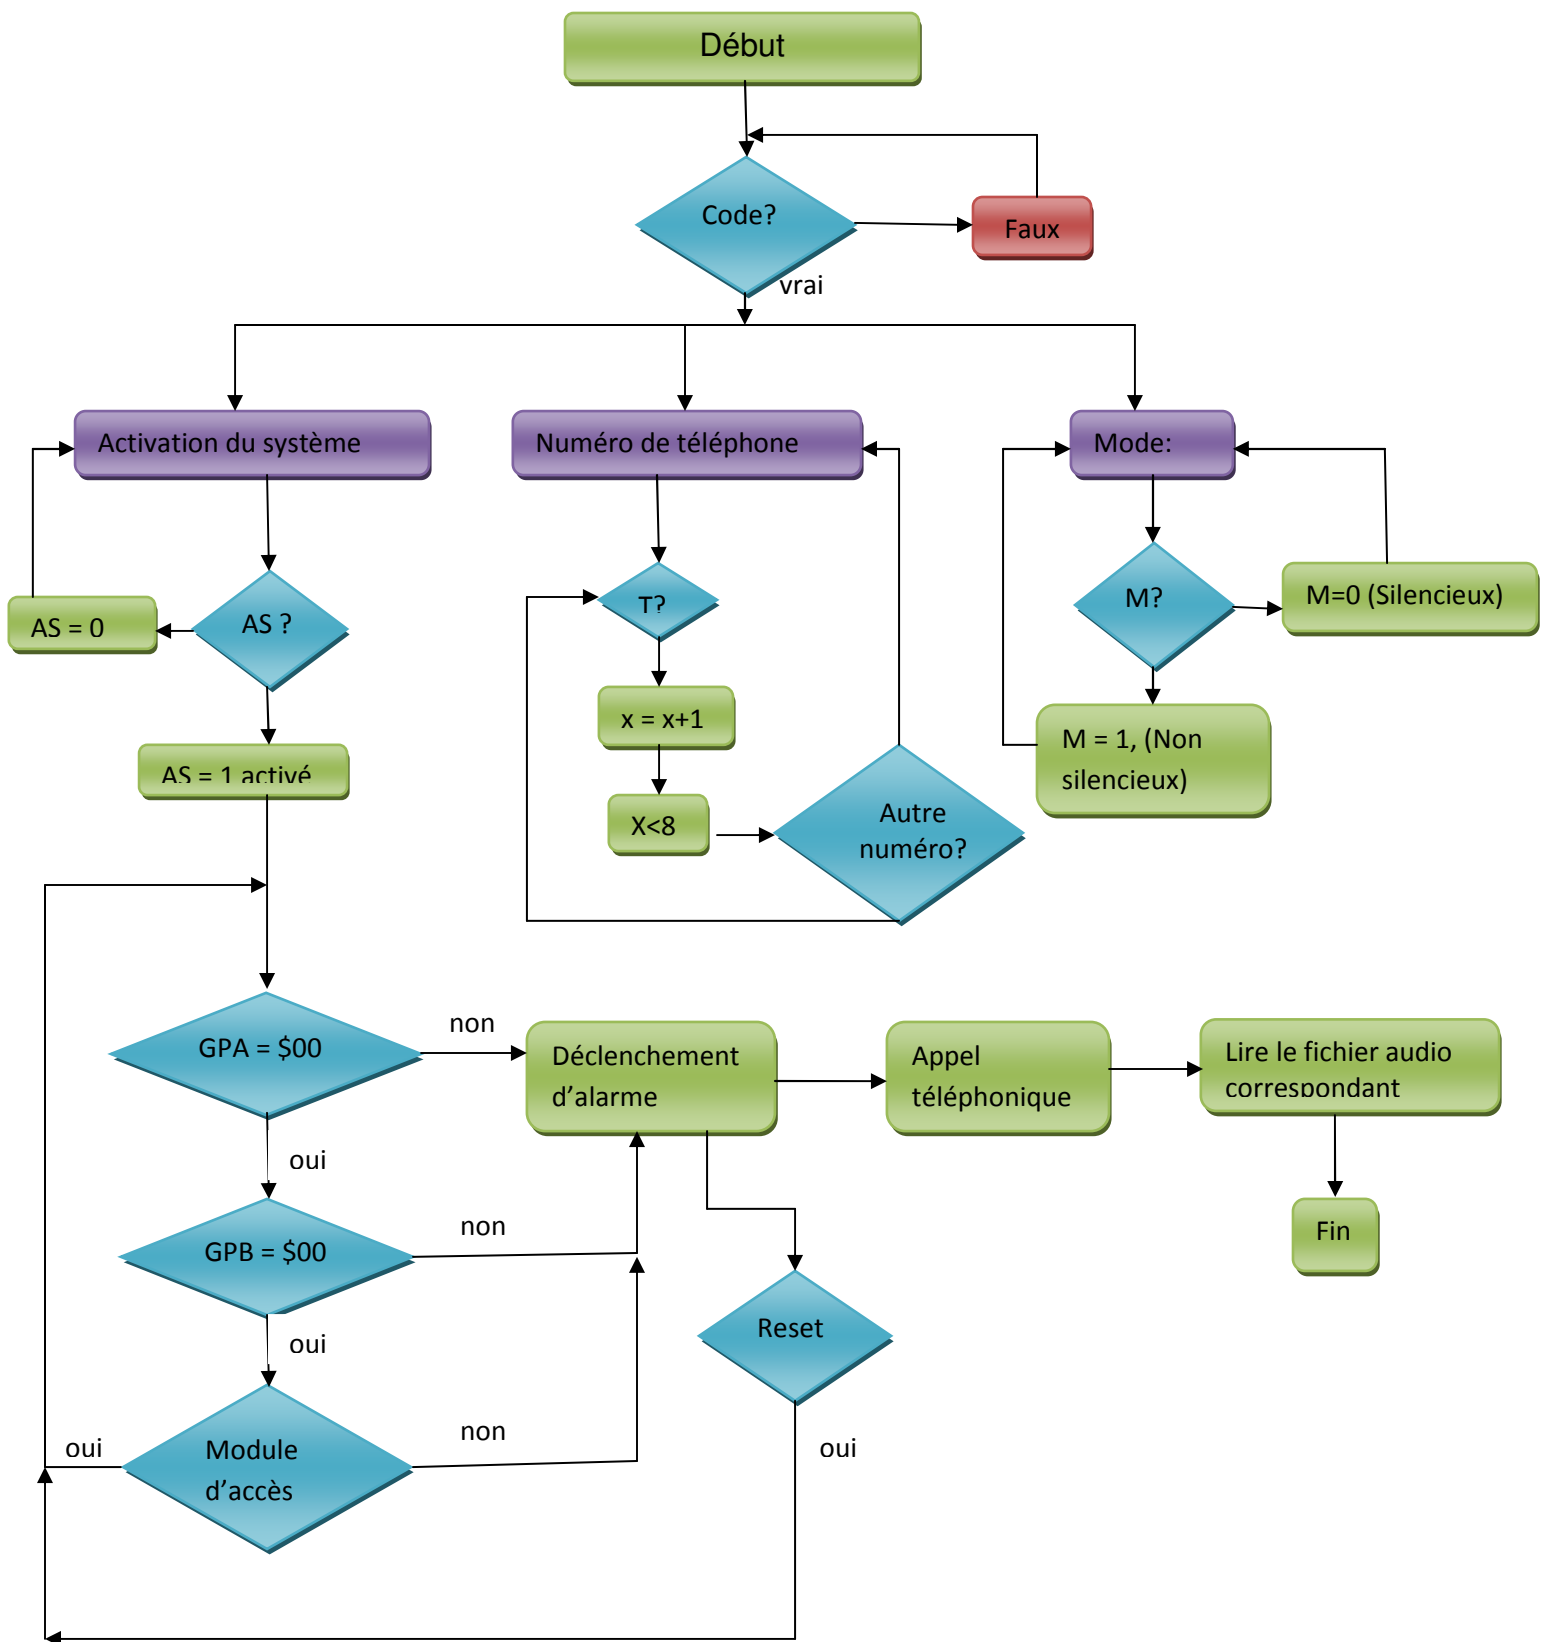 Début
Code?
Faux
vrai
Activation du système
Numéro de téléphone
Mode:
AS = 0
AS ?
T?
M?
M=0 (Silencieux)
x = x+1
AS = 1 activé
M = 1, (Non
silencieux)
X<8
Autre
numéro?
GPA = $00
non
Déclenchement
d’alarme
Appel
téléphonique
Lire le fichier audio
correspondant
oui
GPB = $00
non
Fin
oui
Reset
oui
Module
d’accès
non
oui